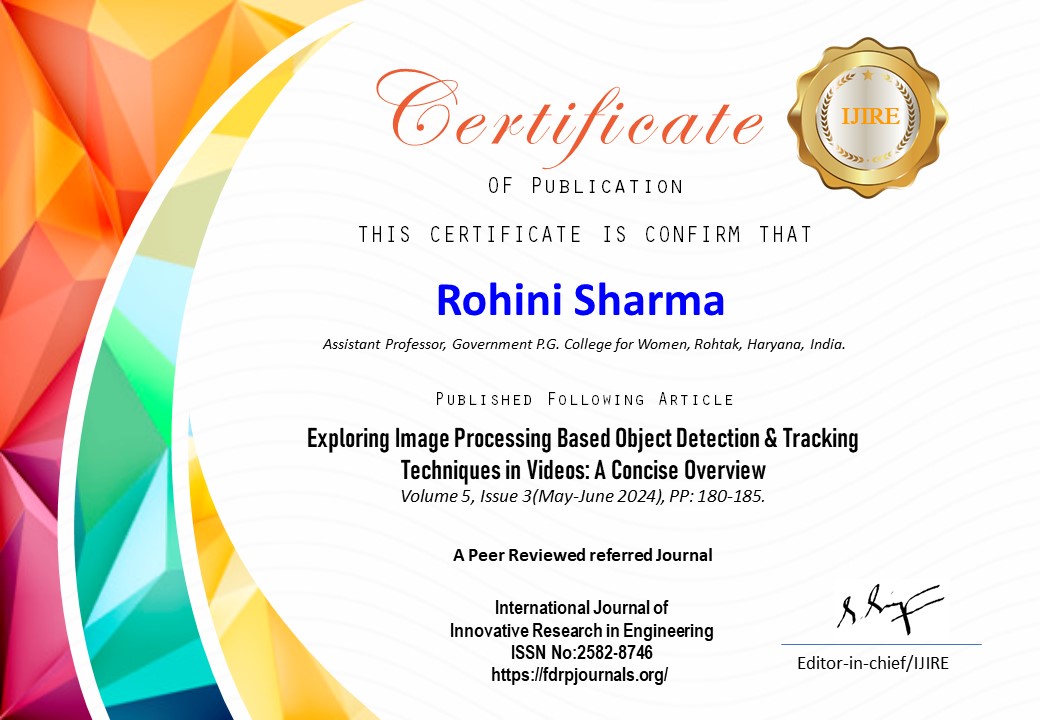 Certificate
IJIRE
OF PUBLICATION
THIS CERTIFICATE IS CONFIRM THAT
Rohini Sharma
Assistant Professor, Government P.G. College for Women, Rohtak, Haryana, India.
PUBLISHED FOLLOWING ARTICLE
Exploring Image Processing Based Object Detection & Tracking
Techniques in Videos: A Concise Overview
Volume 5, Issue 3(May-June 2024), PP: 180-185.
A Peer Reviewed referred Journal
International Journal of
Innovative Research in Engineering
ISSN No:2582-8746
https://fdrpjournals.org/
Editor-in-chief/IJIRE